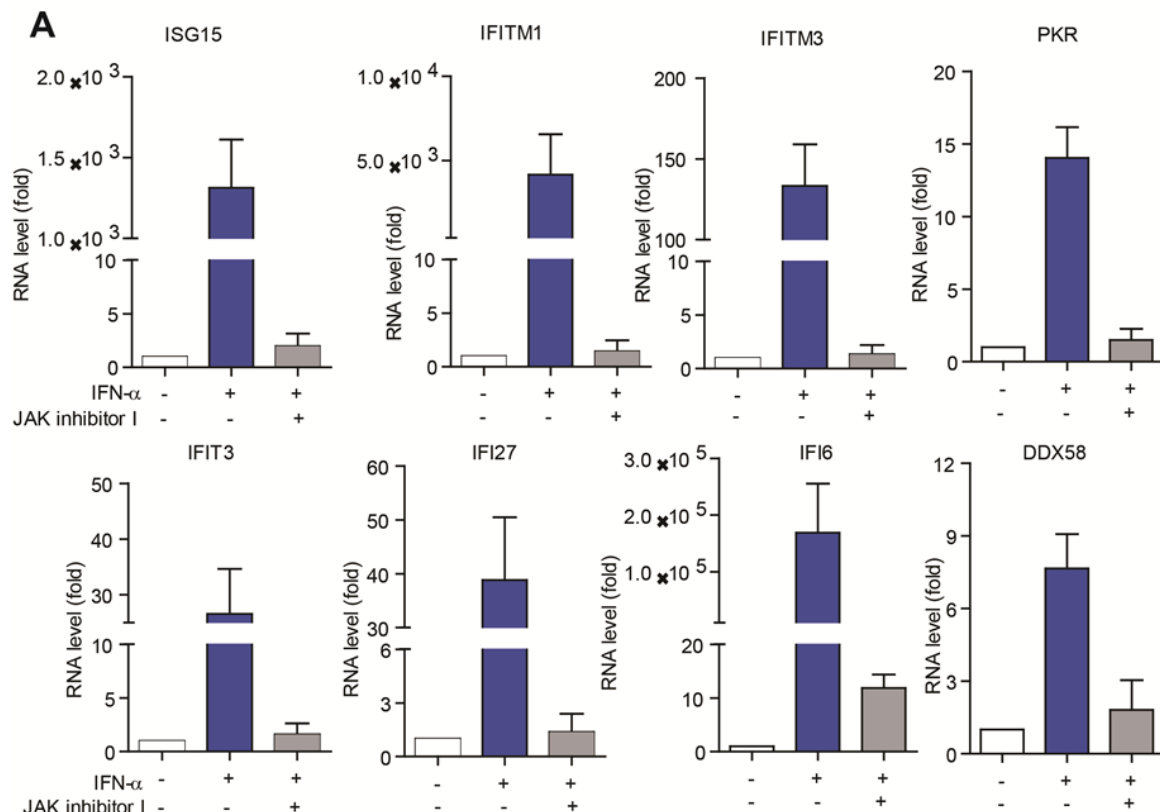 A
ISG15 IFITM1 IFITM3 PKR
RNA level (fold)
2.0 ×10 3
1.5 ×10 3
1.0 ×10 3
10
5
0
RNA level (fold)
1.0 ×10 4
5.0 ×10 3
10
5
0
RNA level (fold)
200
150
100
10
5
0
RNA level (fold)
20
15
10
5
0
IFN-α - + + - + + - + + - + +
JAK inhibitor I - - + - - + - - + - - +
IFIT3 IFI27 IFI6 DDX58
RNA level (fold)
50
40
30
20
10
5
0
RNA level (fold)
60
50
40
30
6
3
0
RNA level (fold)
3.0 ×10 5
2.0 ×10 5
1.0 ×10 5
20
10
0
RNA level (fold)
12
9
6
3
0
IFN-α - + + - + + - + + - + +
JAK inhibitor I - - + - - + - - + - - +